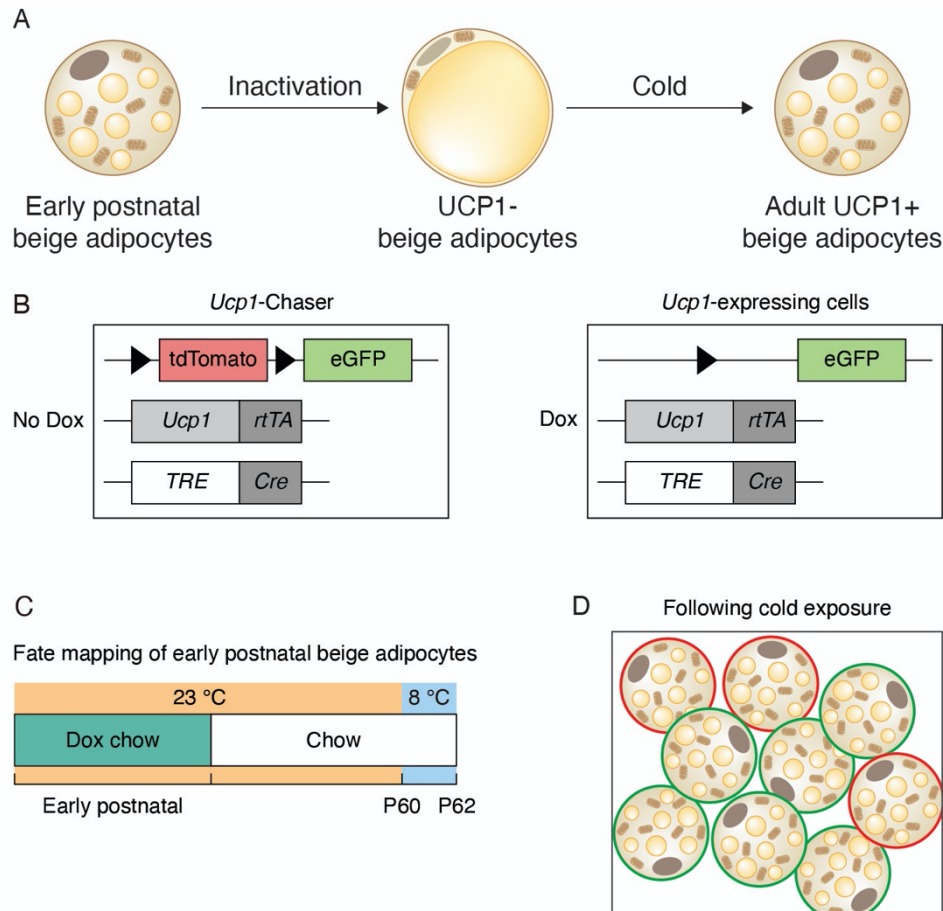 A
Inactivation
Cold
Early postnatal
beige adipocytes
UCP1-
beige adipocytes
Adult UCP1+
beige adipocytes
B
Ucp1-Chaser
Ucp1-expressing cells
No Dox
tdTomato
eGFP
Ucp1
rtTA
TRE
Cre
Dox
eGFP
Ucp1
rtTA
TRE
Cre
C
Fate mapping of early postnatal beige adipocytes
23 °C
8 °C
Dox chow
Chow
Early postnatal
P60
P62
D
Following cold exposure